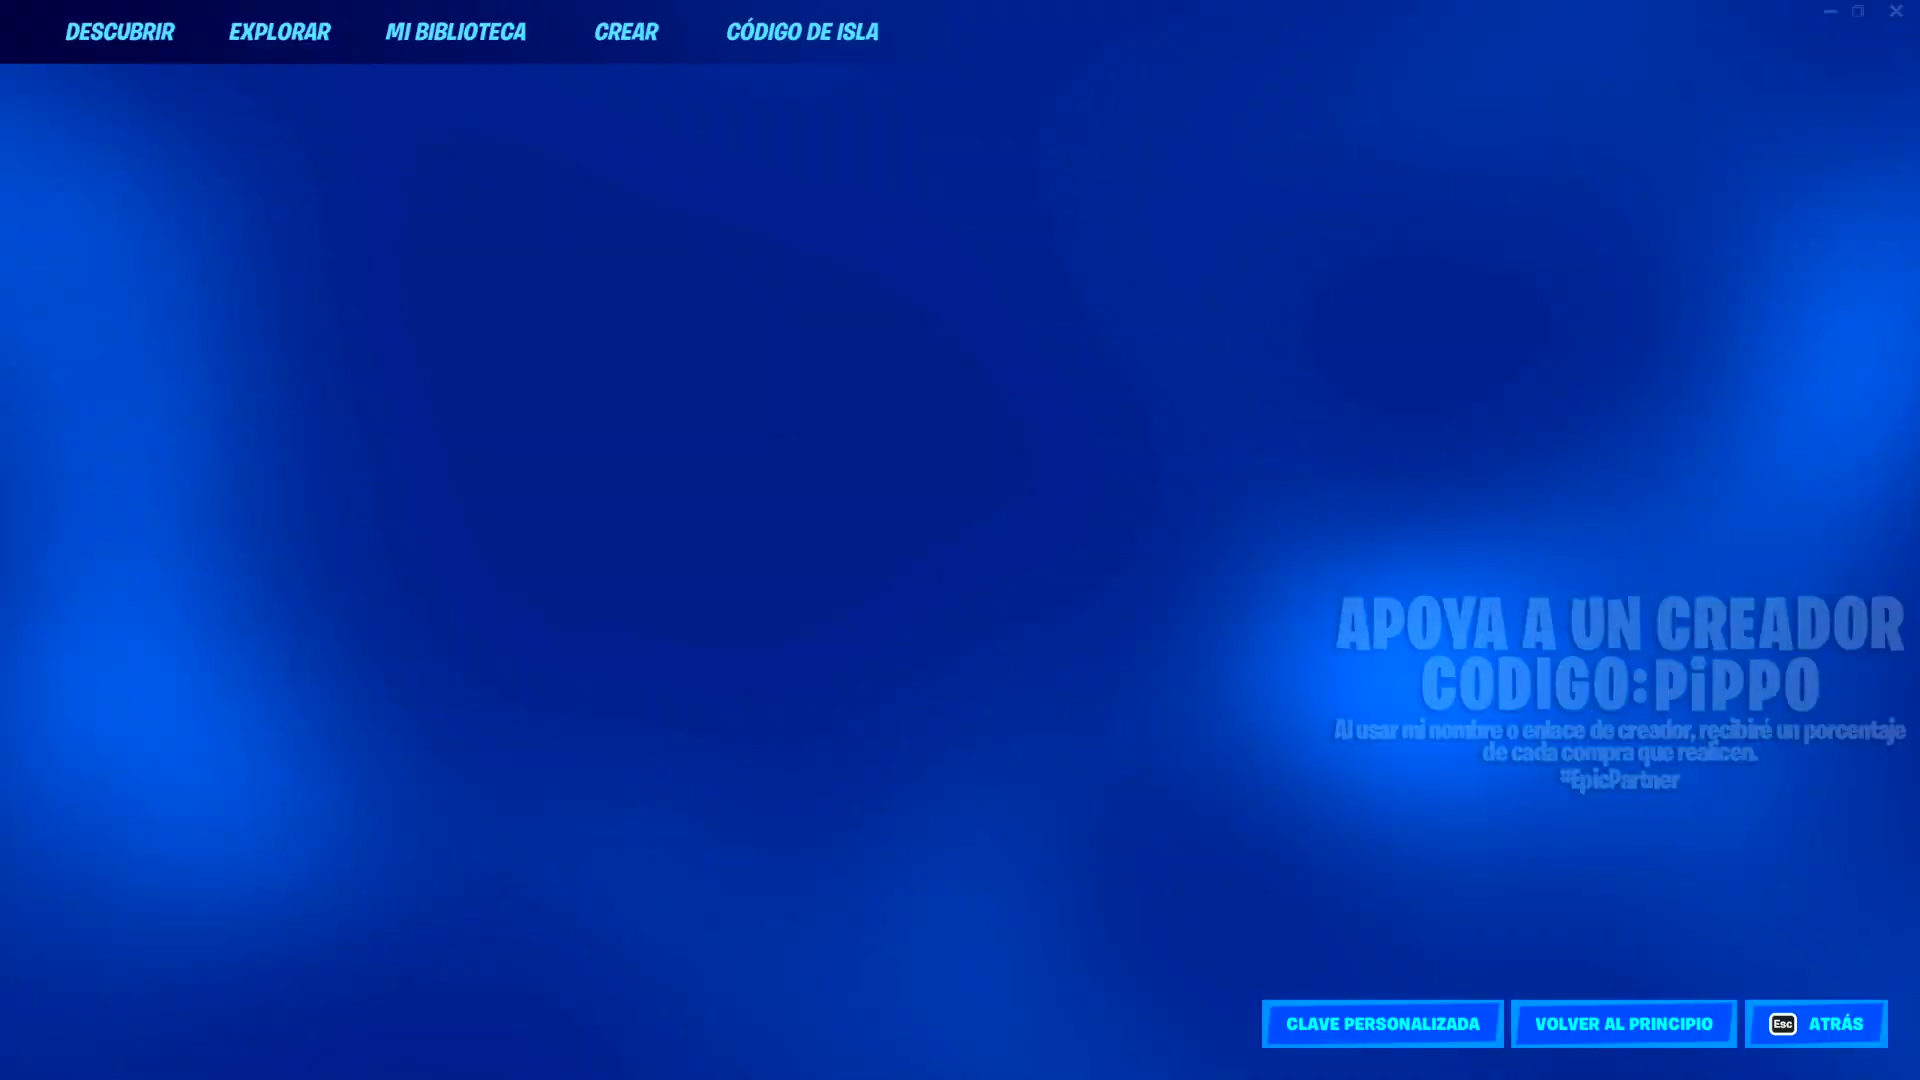 DESCUBRIR EXPLORAR MI BIBLIOTECA CREAR CÓDIGO DE ISLA
APOYA A UN CREADOR
CODIGO:PiPPO
Al usar mi nombre o enlace de creador, recibiré un porcentaje
de cada compra que realicen.
#EpicPartner
CLAVE PERSONALIZADA VOLVER AL PRINCIPIO Esc ATRÁS